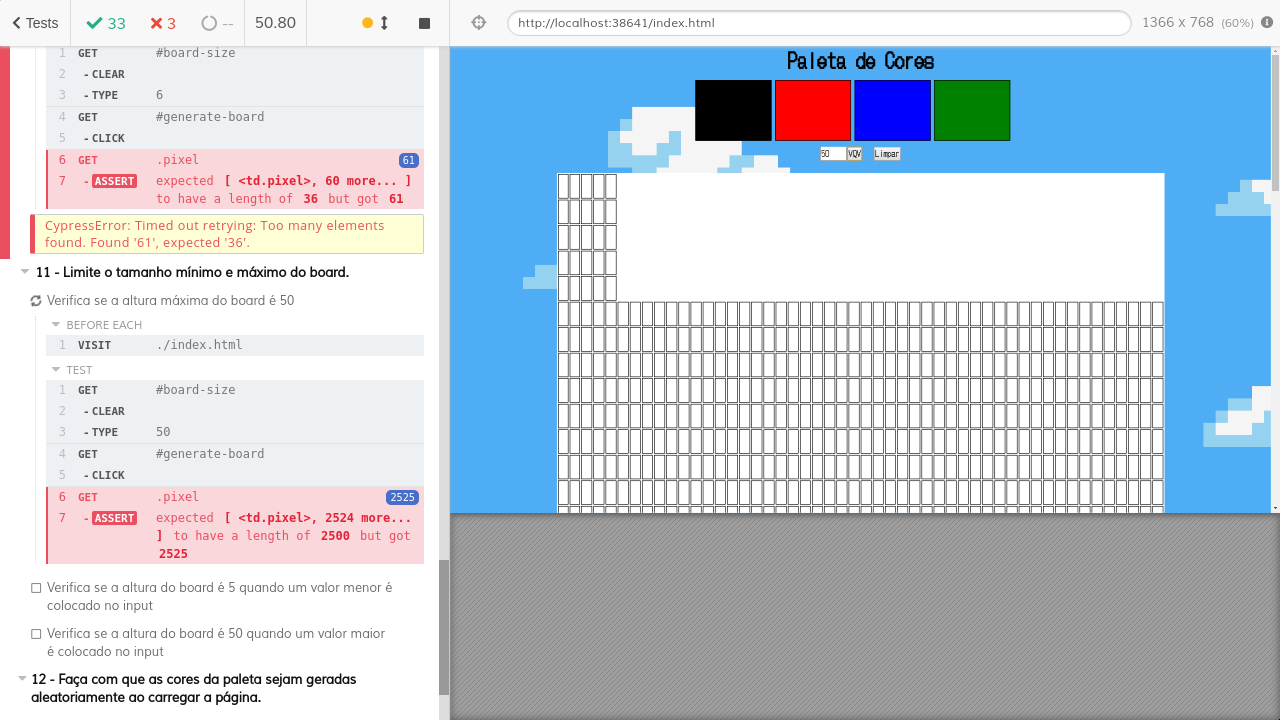 Tests
33
3
--
50.80
http://localhost:38641/index.html
1366 x 768 (60%)
1 GET #board-size
2 -CLEAR
3 -TYPE 6
4 GET #generate-board
5 -CLICK
6 GET .pixel 61
7 -ASSERT expected [ <td.pixel>, 60 more... ]
to have a length of 36 but got 61
CypressError: Timed out retrying: Too many elements
found. Found '61', expected '36'.
11 - Limite o tamanho mínimo e máximo do board.
Verifica se a altura máxima do board é 50
BEFORE EACH
1 VISIT ./index.html
TEST
1 GET #board-size
2 -CLEAR
3 -TYPE 50
4 GET #generate-board
5 -CLICK
6 GET .pixel 2525
7 -ASSERT expected [ <td.pixel>, 2524 more...
] to have a length of 2500 but got
2525
Verifica se a altura do board é 5 quando um valor menor é
colocado no input
Verifica se a altura do board é 50 quando um valor maior
é colocado no input
12 - Faça com que as cores da paleta sejam geradas
aleatoriamente ao carregar a página.
Paleta de Cores
50 VQV Limpar